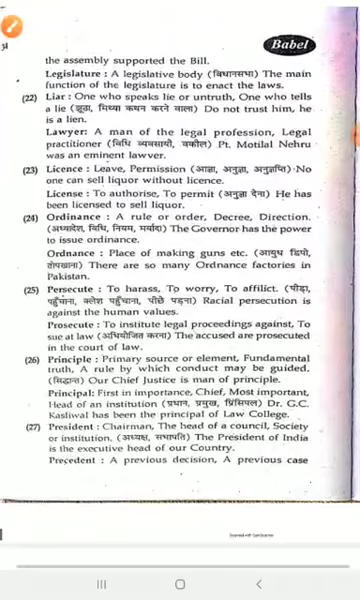 Babel
the assembly supported the Bill.
Legislature : A legislative body (विधानसभा) The main
function of the legislature is to enact the laws.
(22) Liar : One who speaks lie or untruth, One who tells
a lie (झूठा, मिथ्या कथन करने वाला) Do not trust him, he
is a lien.
Lawyer: A man of the legal profession, Legal
practitioner (विधि व्यवसायी, वकील) Pt. Motilal Nehru
was an eminent lawver.
(23) Licence : Leave, Permission (आज्ञा, अनुज्ञा, अनुज्ञप्ति) No
one can sell liquor without licence.
License : To authorise, To permit (अनुज्ञा देना) He has
been licensed to sell liquor.
(24) Ordinance : A rule or order, Decree, Direction.
(अध्यादेश, विधि, नियम, मर्यादा) The Governor has the power
to issue ordinance.
Ordnance : Place of making guns etc. (आयुध डिपो,
तोपखाना) There are so many Ordnance factories in
Pakistan.
(25) Persecute : To harass, To worry, To afflict. (पीड़ा,
पहुँचाना, क्लेश पहुँचाना, पीछे पड़ना) Racial persecution is
against the human values.
Prosecute : To institute legal proceedings against, To
sue at law (अभियोजित करना) The accused are prosecuted
in the court of law.
(26) Principle : Primary source or element, Fundamental
truth, A rule by which conduct may be guided.
(सिद्धान्त) Our Chief Justice is man of principle.
Principal: First in importance, Chief, Most important,
Head of an institution (प्रधान, प्रमुख, प्रिंसिपल) Dr. G.C.
Kasliwal has been the principal of Law College.
(27) President : Chairman, The head of a council, Society
or institution. (अध्यक्ष, सभापति) The President of India
is the executive head of our Country.
Precedent : A previous decision, A previous case
Scanned with CamScanner